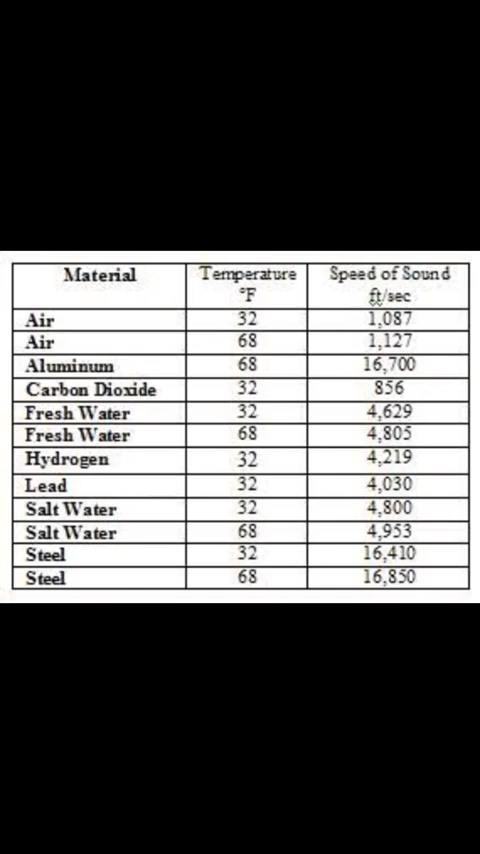 Material Temperature Speed of Sound
°F ft/sec
Air 32 1,087
Air 68 1,127
Aluminum 68 16,700
Carbon Dioxide 32 856
Fresh Water 32 4,629
Fresh Water 68 4,805
Hydrogen 32 4,219
Lead 32 4,030
Salt Water 32 4,800
Salt Water 68 4,953
Steel 32 16,410
Steel 68 16,850